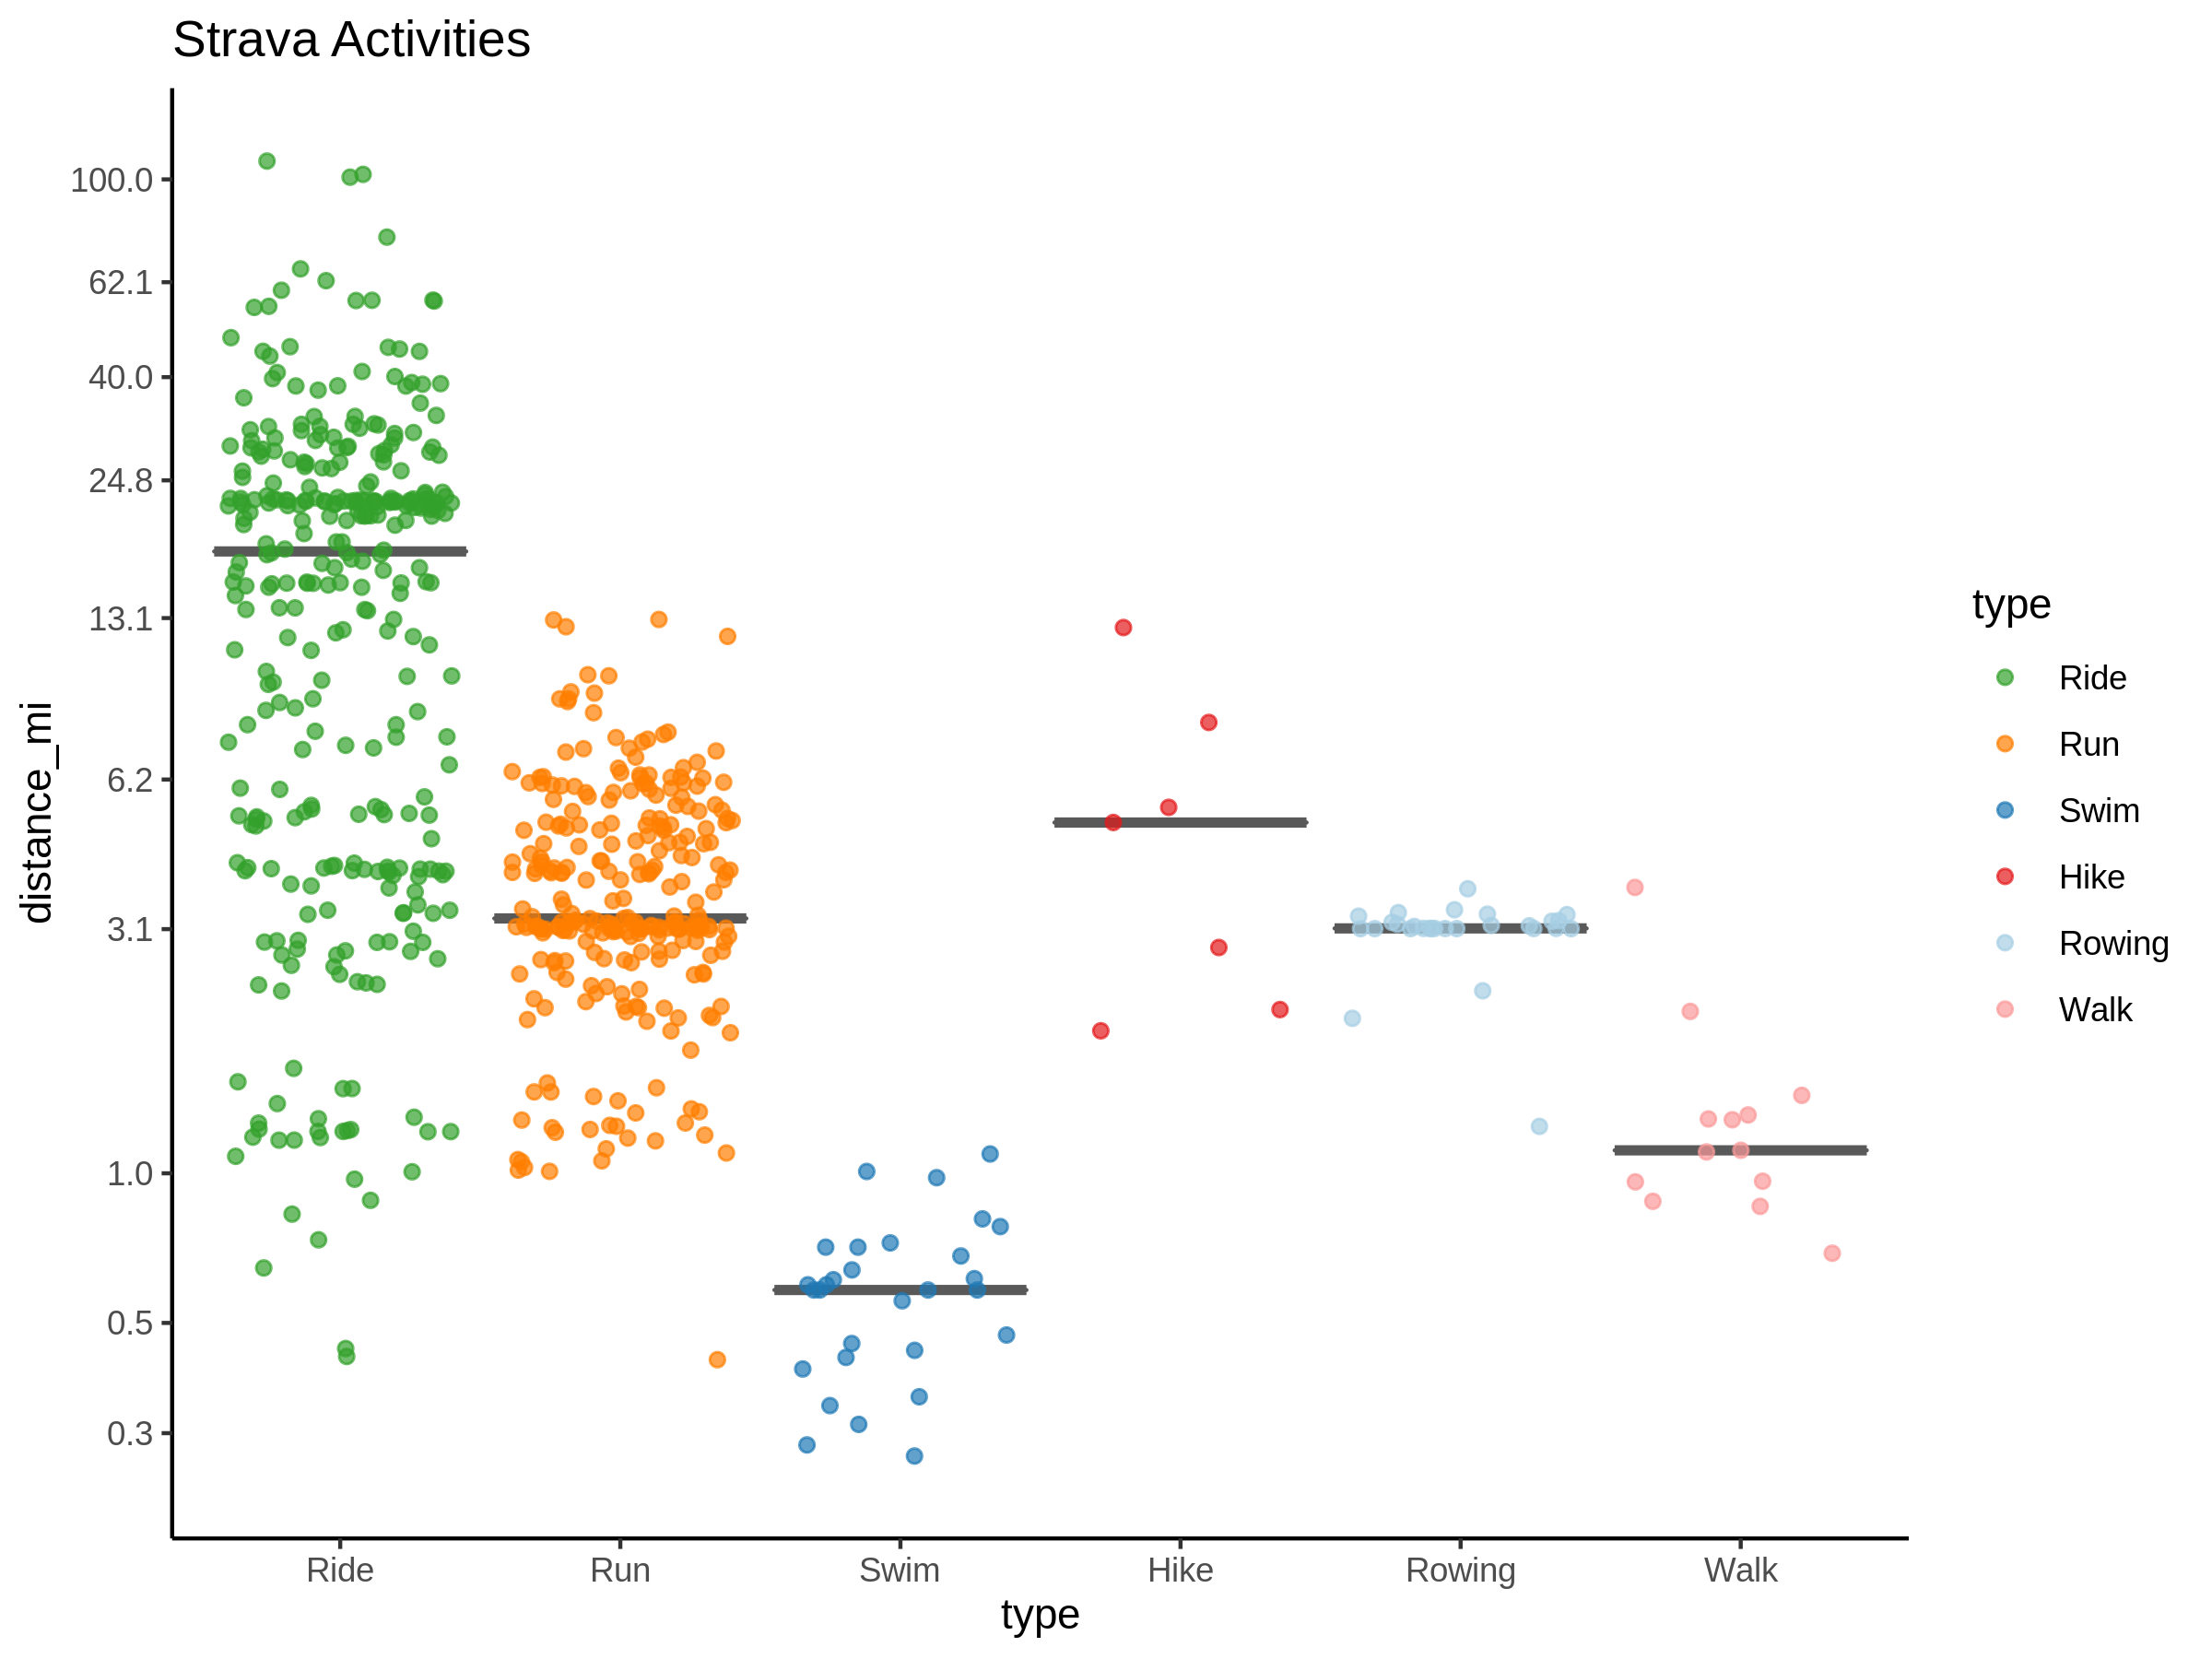 Strava Activities
distance_mi
100.0
62.1
40.0
24.8
13.1
6.2
3.1
1.0
0.5
0.3
Ride Run Swim Hike Rowing Walk
type
type
Ride
Run
Swim
Hike
Rowing
Walk